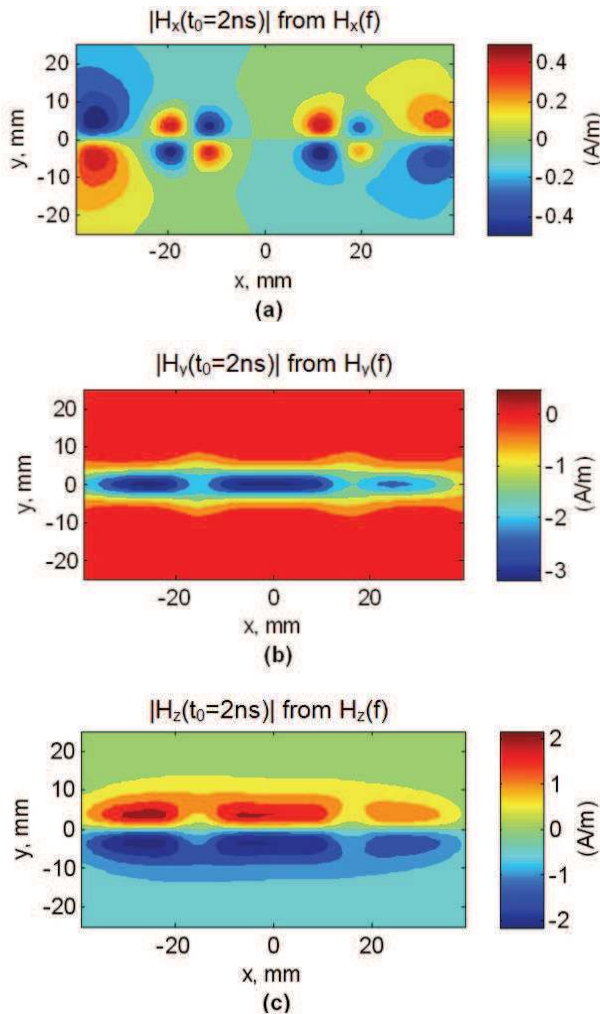 |Hx(t0=2ns)| from Hx(f)
20
10
0
-10
-20
y, mm
-20 0 20
x, mm
0.4
0.2
0
-0.2
-0.4
(A/m)
(a)
|Hy(t0=2ns)| from Hy(f)
20
10
0
-10
-20
y, mm
-20 0 20
x, mm
0
-1
-2
-3
(A/m)
(b)
|Hz(t0=2ns)| from Hz(f)
20
10
0
-10
-20
y, mm
-20 0 20
x, mm
2
1
0
-1
-2
(A/m)
(c)